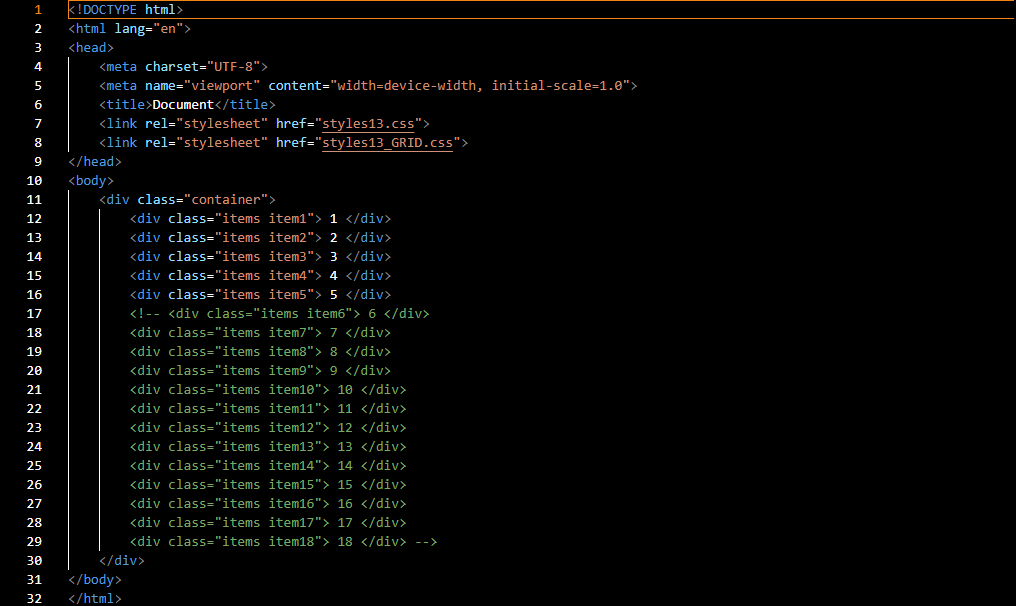 1 <!DOCTYPE html>
2 <html lang="en">
3 <head>
4     <meta charset="UTF-8">
5     <meta name="viewport" content="width=device-width, initial-scale=1.0">
6     <title>Document</title>
7     <link rel="stylesheet" href="styles13.css">
8     <link rel="stylesheet" href="styles13_GRID.css">
9 </head>
10 <body>
11     <div class="container">
12         <div class="items item1"> 1 </div>
13         <div class="items item2"> 2 </div>
14         <div class="items item3"> 3 </div>
15         <div class="items item4"> 4 </div>
16         <div class="items item5"> 5 </div>
17         <!-- <div class="items item6"> 6 </div>
18         <div class="items item7"> 7 </div>
19         <div class="items item8"> 8 </div>
20         <div class="items item9"> 9 </div>
21         <div class="items item10"> 10 </div>
22         <div class="items item11"> 11 </div>
23         <div class="items item12"> 12 </div>
24         <div class="items item13"> 13 </div>
25         <div class="items item14"> 14 </div>
26         <div class="items item15"> 15 </div>
27         <div class="items item16"> 16 </div>
28         <div class="items item17"> 17 </div>
29         <div class="items item18"> 18 </div> -->
30     </div>
31 </body>
32 </html>